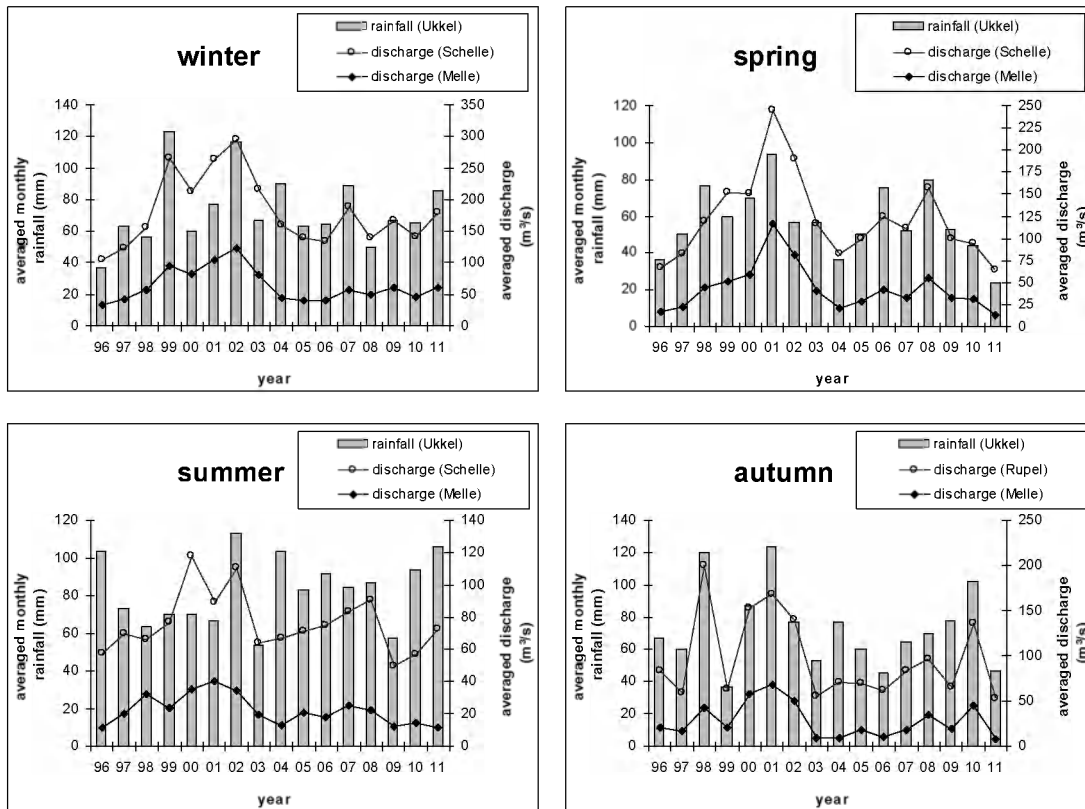 winter
rainfall (Ukkel)
discharge (Schelle)
discharge (Melle)
averaged monthly
rainfall (mm)
140
120
100
80
60
40
20
0
350
300
250
200
150
100
50
0
averaged discharge
(m³/s)
96 97 98 99 00 01 02 03 04 05 06 07 08 09 10 11
year
spring
rainfall (Ukkel)
discharge (Schelle)
discharge (Melle)
averaged monthly
rainfall (mm)
120
100
80
60
40
20
0
250
225
200
175
150
125
100
75
50
25
0
averaged discharge
(m³/s)
96 97 98 99 00 01 02 03 04 05 06 07 08 09 10 11
year
summer
rainfall (Ukkel)
discharge (Schelle)
discharge (Melle)
averaged monthly
rainfall (mm)
120
100
80
60
40
20
0
140
120
100
80
60
40
20
0
averaged discharge
(m³/s)
96 97 98 99 00 01 02 03 04 05 06 07 08 09 10 11
year
autumn
rainfall (Ukkel)
discharge (Rupel)
discharge (Melle)
averaged monthly
rainfall (mm)
140
120
100
80
60
40
20
0
250
200
150
100
50
0
averaged discharge
(m³/s)
96 97 98 99 00 01 02 03 04 05 06 07 08 09 10 11
year